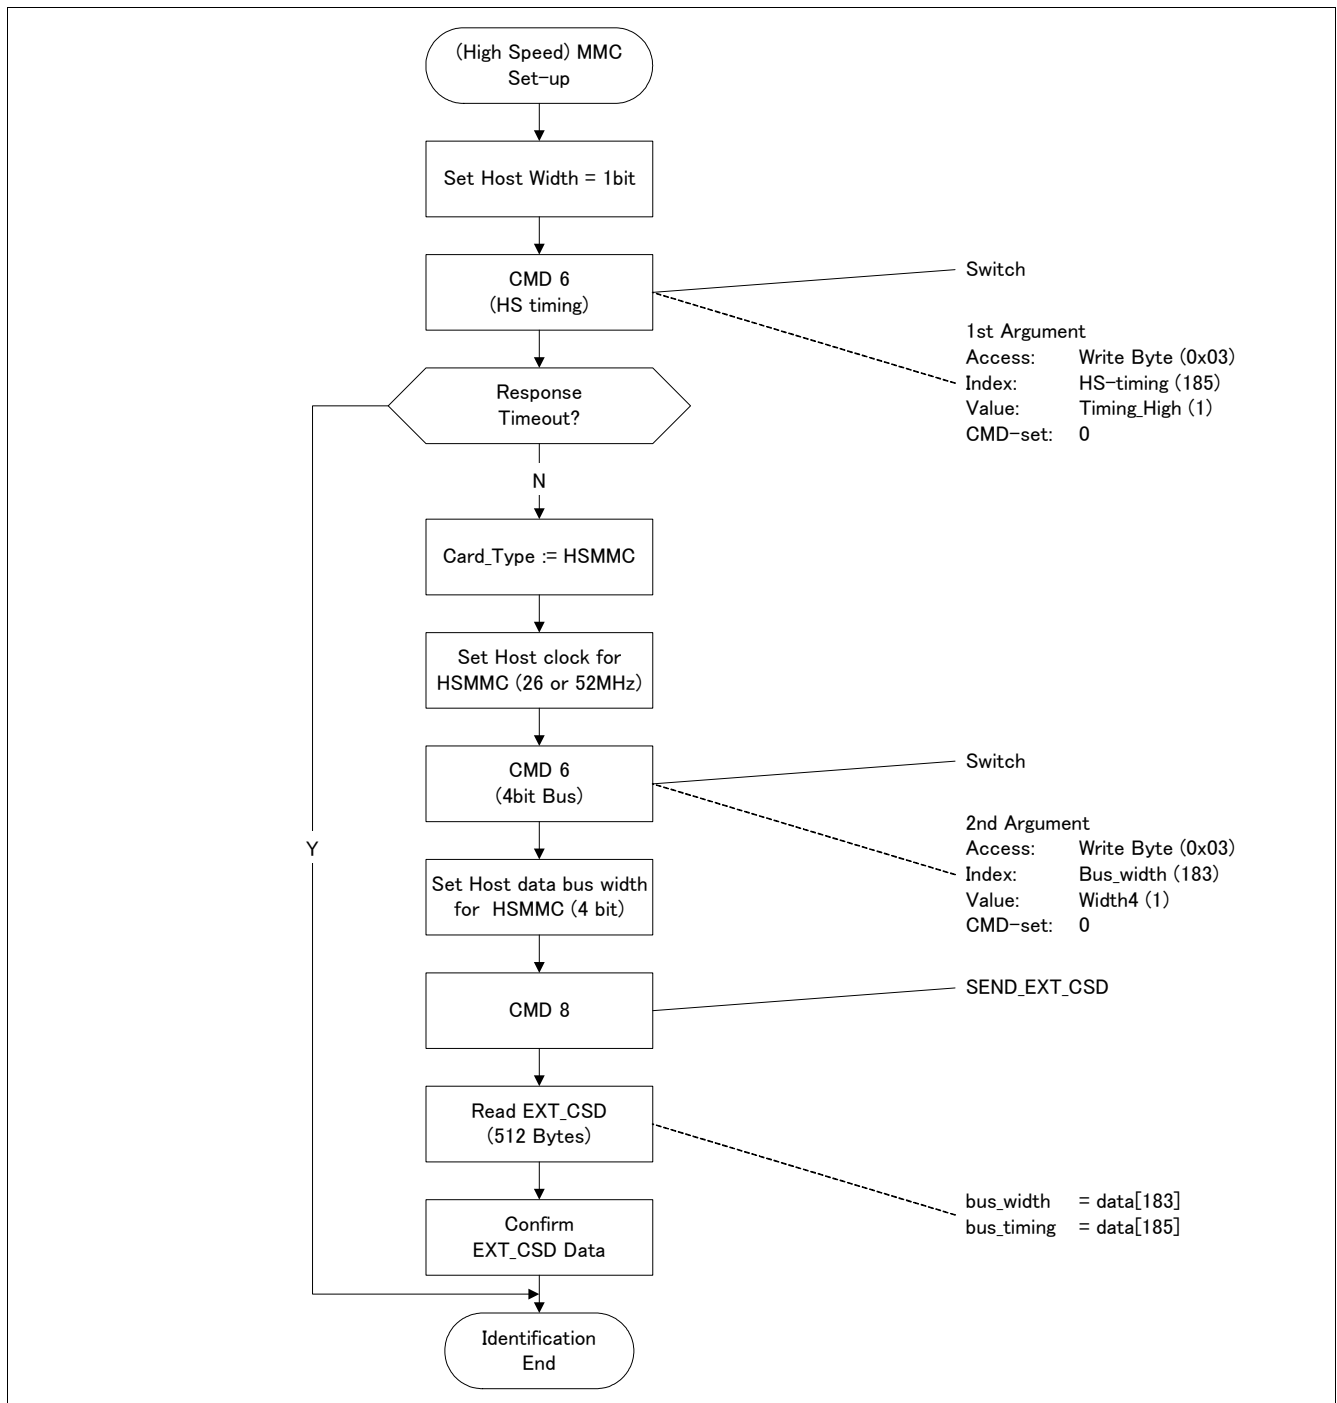 (High Speed) MMC
Set-up
Set Host Width = 1bit
CMD 6
(HS timing)
Switch
1st Argument
Access: Write Byte (0x03)
Index: HS-timing (185)
Value: Timing_High (1)
CMD-set: 0
Response
Timeout?
N
Card_Type := HSMMC
Set Host clock for
HSMMC (26 or 52MHz)
CMD 6
(4bit Bus)
Switch
2nd Argument
Access: Write Byte (0x03)
Index: Bus_width (183)
Value: Width4 (1)
CMD-set: 0
Y
Set Host data bus width
for HSMMC (4 bit)
CMD 8
SEND_EXT_CSD
Read EXT_CSD
(512 Bytes)
bus_width = data[183]
bus_timing = data[185]
Confirm
EXT_CSD Data
Identification
End